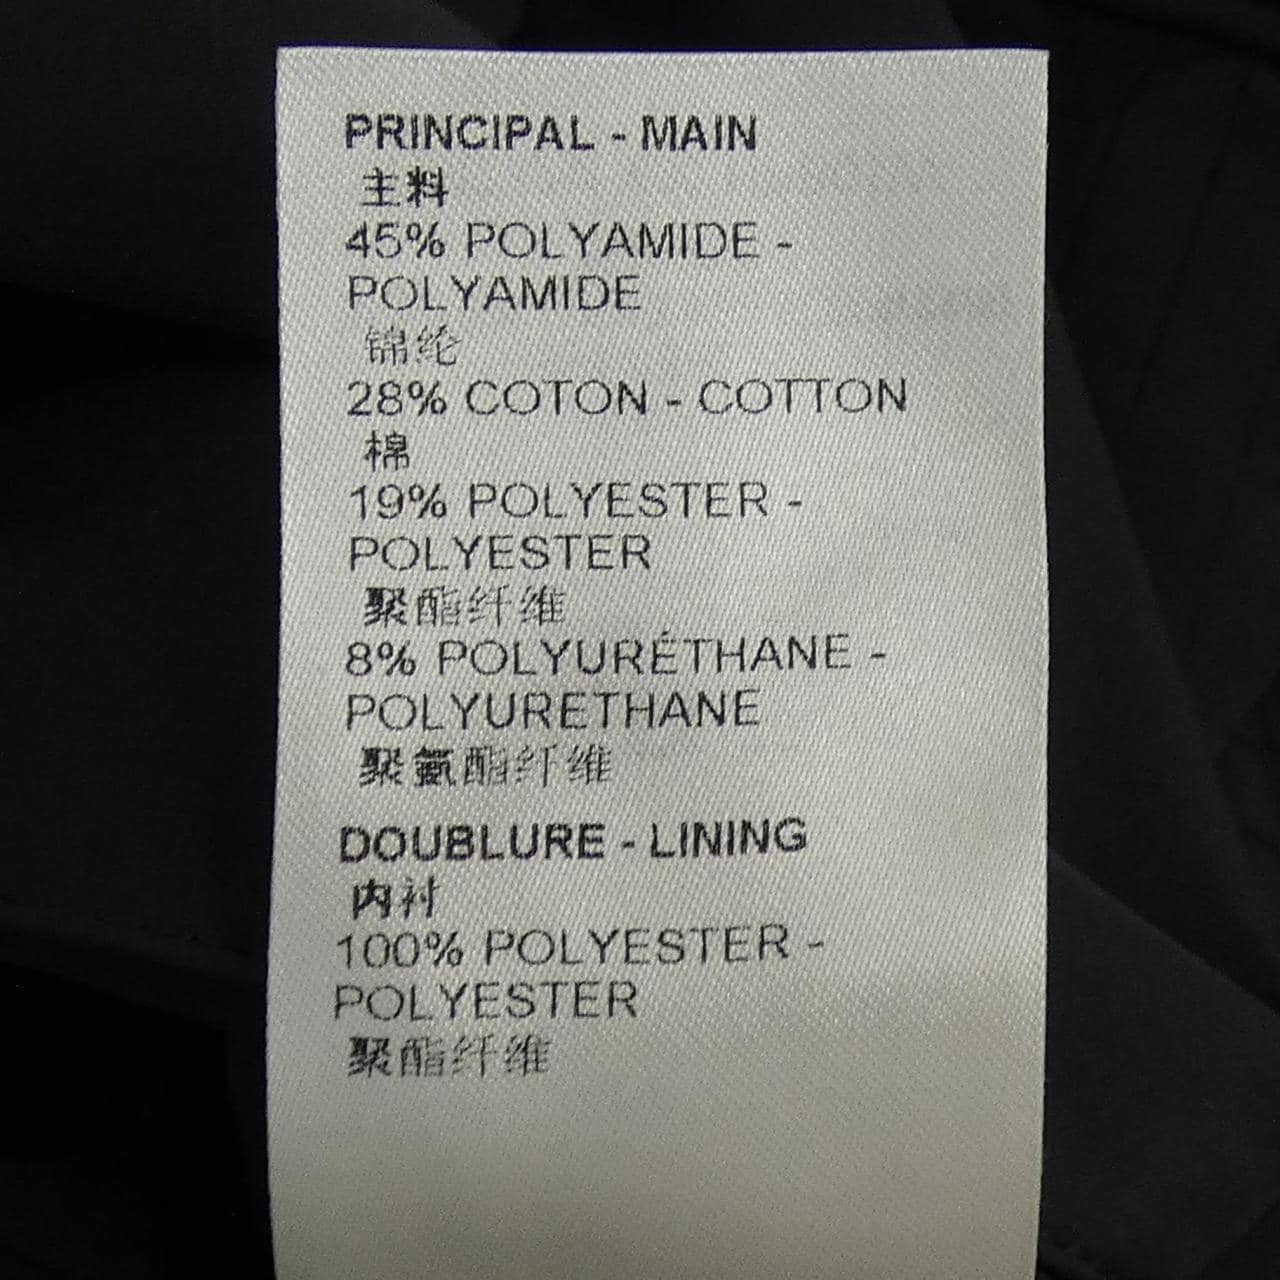 PRINCIPAL - MAIN
主料
45% POLYAMIDE -
POLYAMIDE
锦纶
28% COTON - COTTON
棉
19% POLYESTER -
POLYESTER
聚酯纤维
8% POLYURÉTHANE -
POLYURETHANE
聚氨酯纤维
DOUBLURE - LINING
内衬
100% POLYESTER -
POLYESTER
聚酯纤维